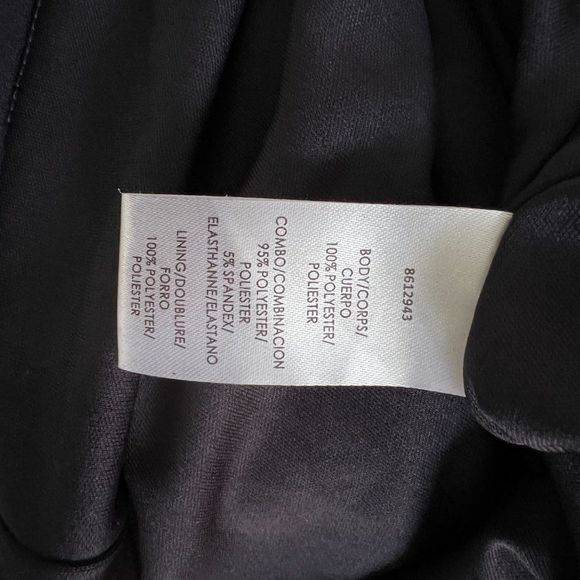 8612943
BODY/CORPS/
CUERPO
100% POLYESTER/
POLIESTER
COMBO/COMBINACION
95% POLYESTER/
POLIESTER
5% SPANDEX/
ELASTHANNE/ELASTANO
LINING/DOUBLURE/
FORRO
100% POLYESTER/
POLIESTER